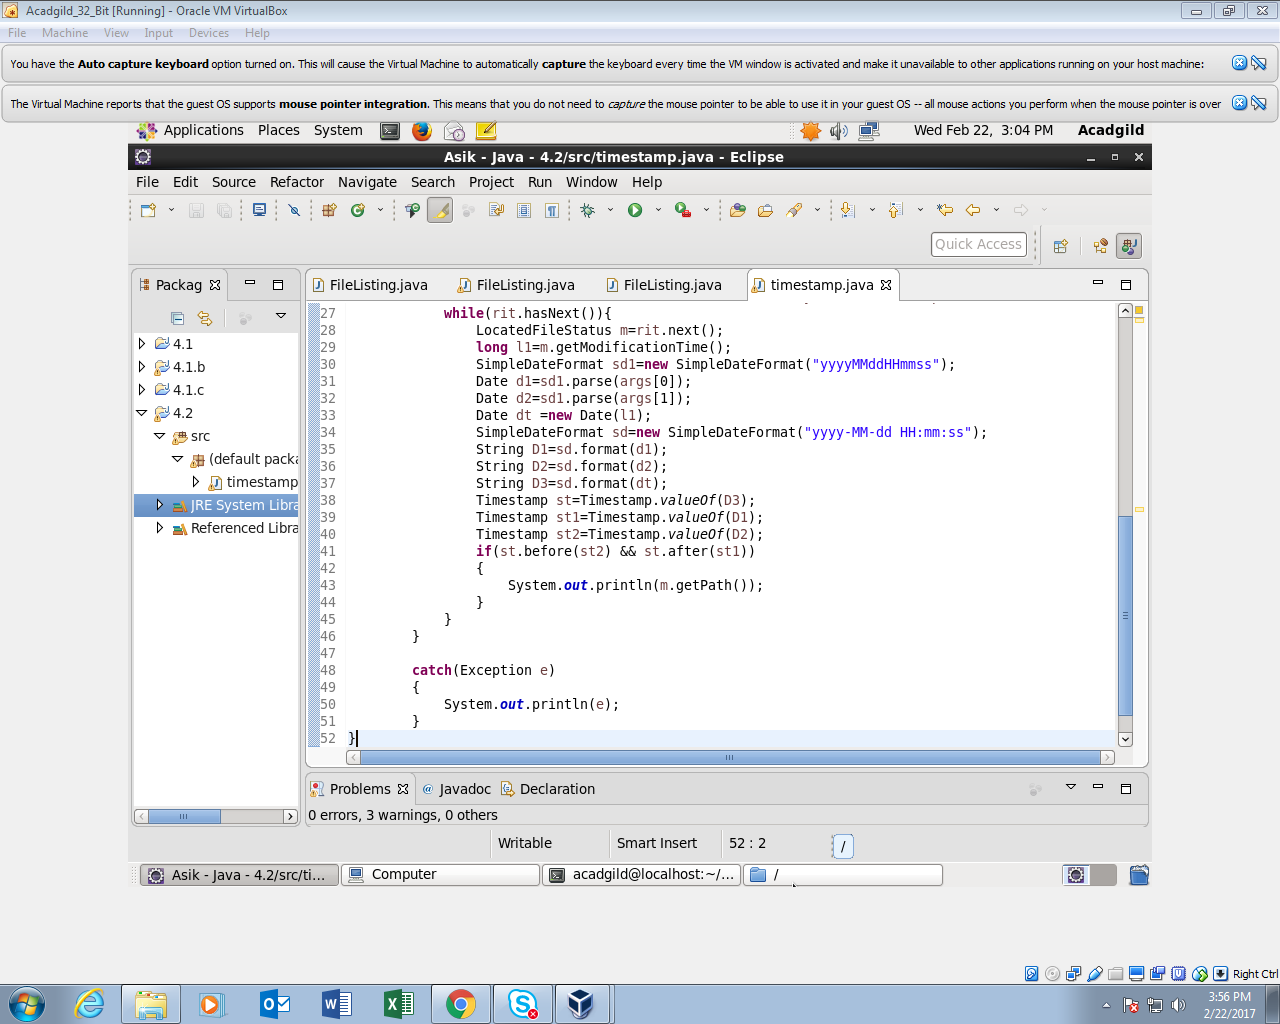 Acadgild_32_Bit [Running] - Oracle VM VirtualBox
File Machine View Input Devices Help
You have the Auto capture keyboard option turned on. This will cause the Virtual Machine to automatically capture the keyboard every time the VM window is activated and make it unavailable to other applications running on your host machine:
The Virtual Machine reports that the guest OS supports mouse pointer integration. This means that you do not need to capture the mouse pointer to be able to use it in your guest OS -- all mouse actions you perform when the mouse pointer is over
Applications Places System Wed Feb 22, 3:04 PM Acadgild
Asik - Java - 4.2/src/timestamp.java - Eclipse
File Edit Source Refactor Navigate Search Project Run Window Help
Quick Access
Packag
FileListing.java FileListing.java FileListing.java timestamp.java
4.1
4.1.b
4.1.c
4.2
src
(default packa
timestamp
JRE System Libra
Referenced Libra
27 while(rit.hasNext()){
28 LocatedFileStatus m=rit.next();
29 long l1=m.getModificationTime();
30 SimpleDateFormat sd1=new SimpleDateFormat("yyyyMMddHHmmss");
31 Date d1=sd1.parse(args[0]);
32 Date d2=sd1.parse(args[1]);
33 Date dt =new Date(l1);
34 SimpleDateFormat sd=new SimpleDateFormat("yyyy-MM-dd HH:mm:ss");
35 String D1=sd.format(d1);
36 String D2=sd.format(d2);
37 String D3=sd.format(dt);
38 Timestamp st=Timestamp.valueOf(D3);
39 Timestamp st1=Timestamp.valueOf(D1);
40 Timestamp st2=Timestamp.valueOf(D2);
41 if(st.before(st2) && st.after(st1))
42 {
43 System.out.println(m.getPath());
44 }
45 }
46 }
47
48 catch(Exception e)
49 {
50 System.out.println(e);
51 }
52 }
Problems @ Javadoc Declaration
0 errors, 3 warnings, 0 others
Writable Smart Insert 52 : 2 /
Asik - Java - 4.2/src/ti... Computer acadgild@localhost:~/... /
Right Ctrl
3:56 PM
2/22/2017